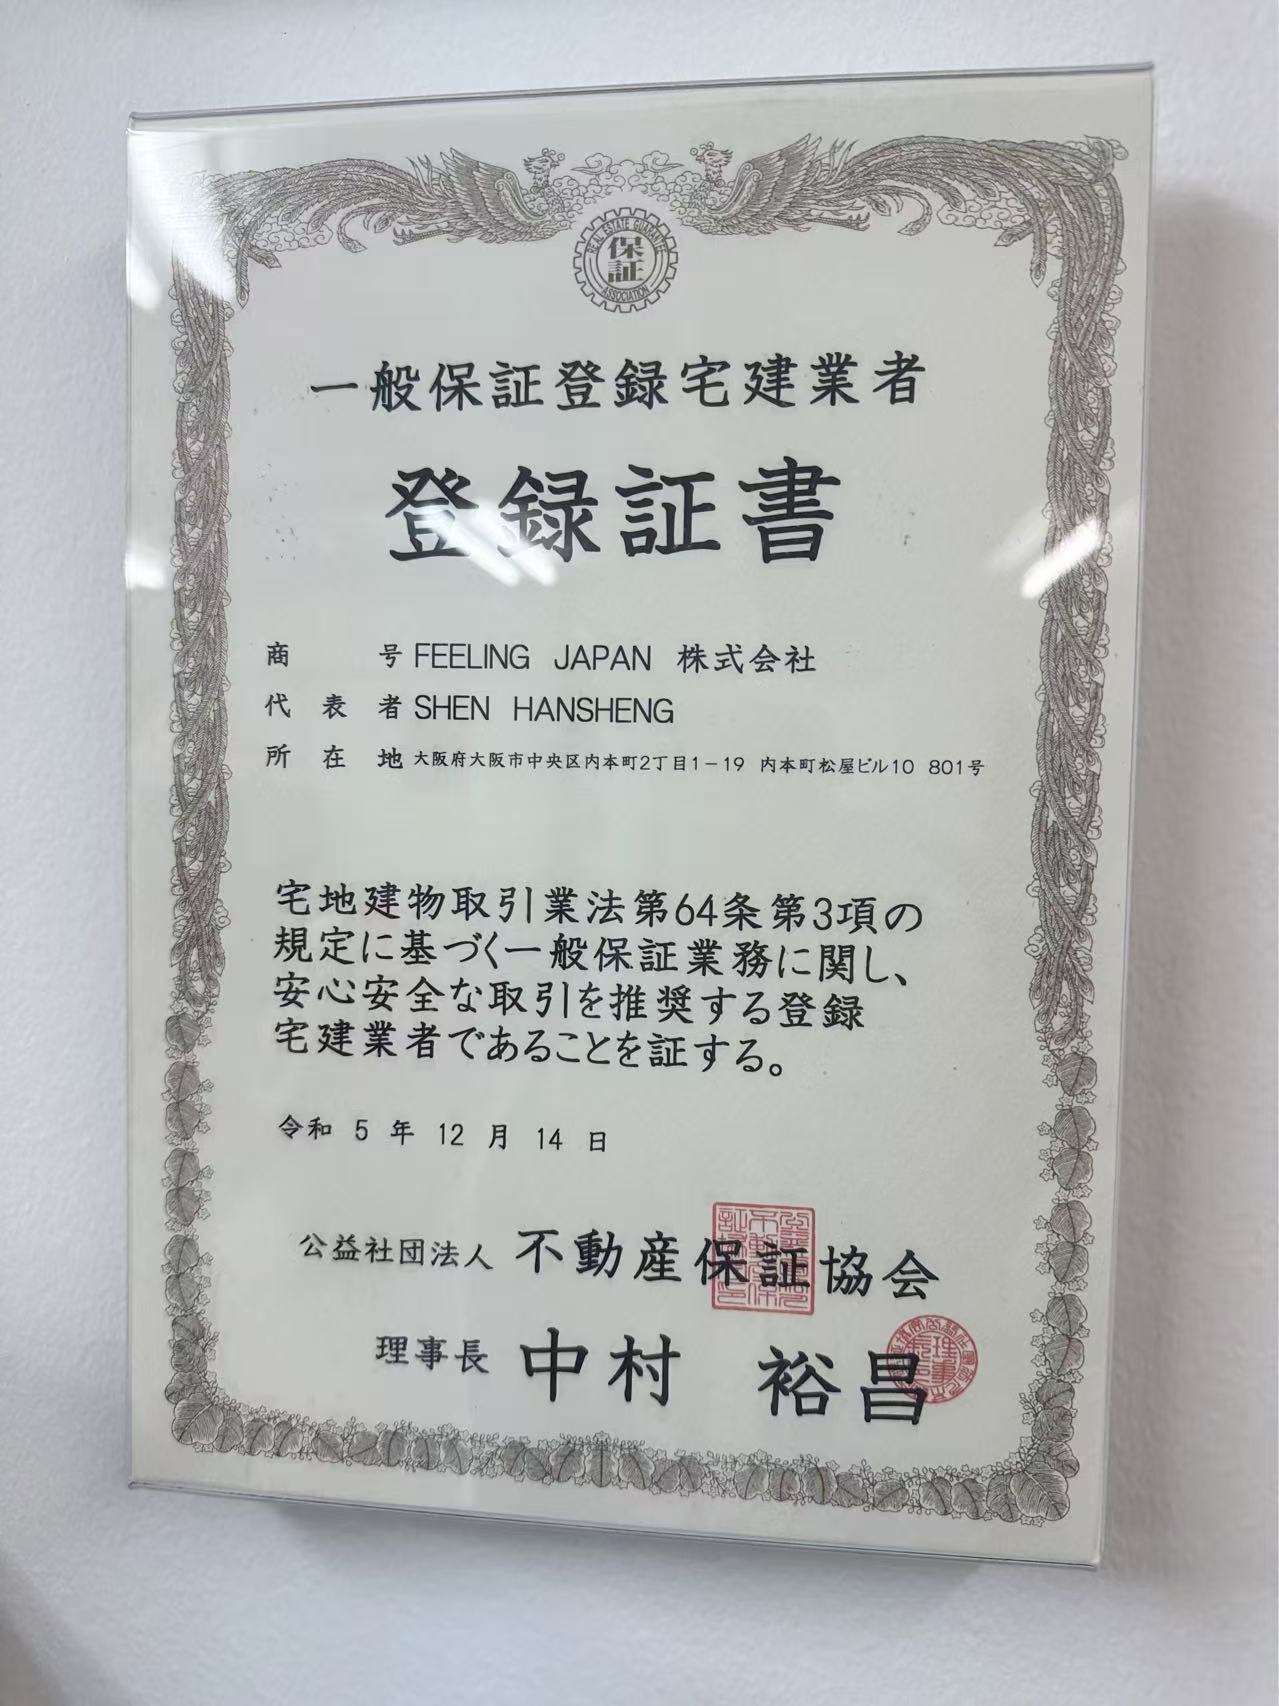 REAL ESTATE GUARANTEE
保証
ASSOCIATION
一般保証登録宅建業者
登録証書
商号 FEELING JAPAN 株式会社
代表者 SHEN HANSHENG
所在地 大阪府大阪市中央区内本町2丁目1-19 内本町松屋ビル10 801号
宅地建物取引業法第64条第3項の
規定に基づく一般保証業務に関し、
安心安全な取引を推奨する登録
宅建業者であることを証する。
令和 5 年 12 月 14 日
公益社団法人 不動産保証協会
理事長 中村 裕昌